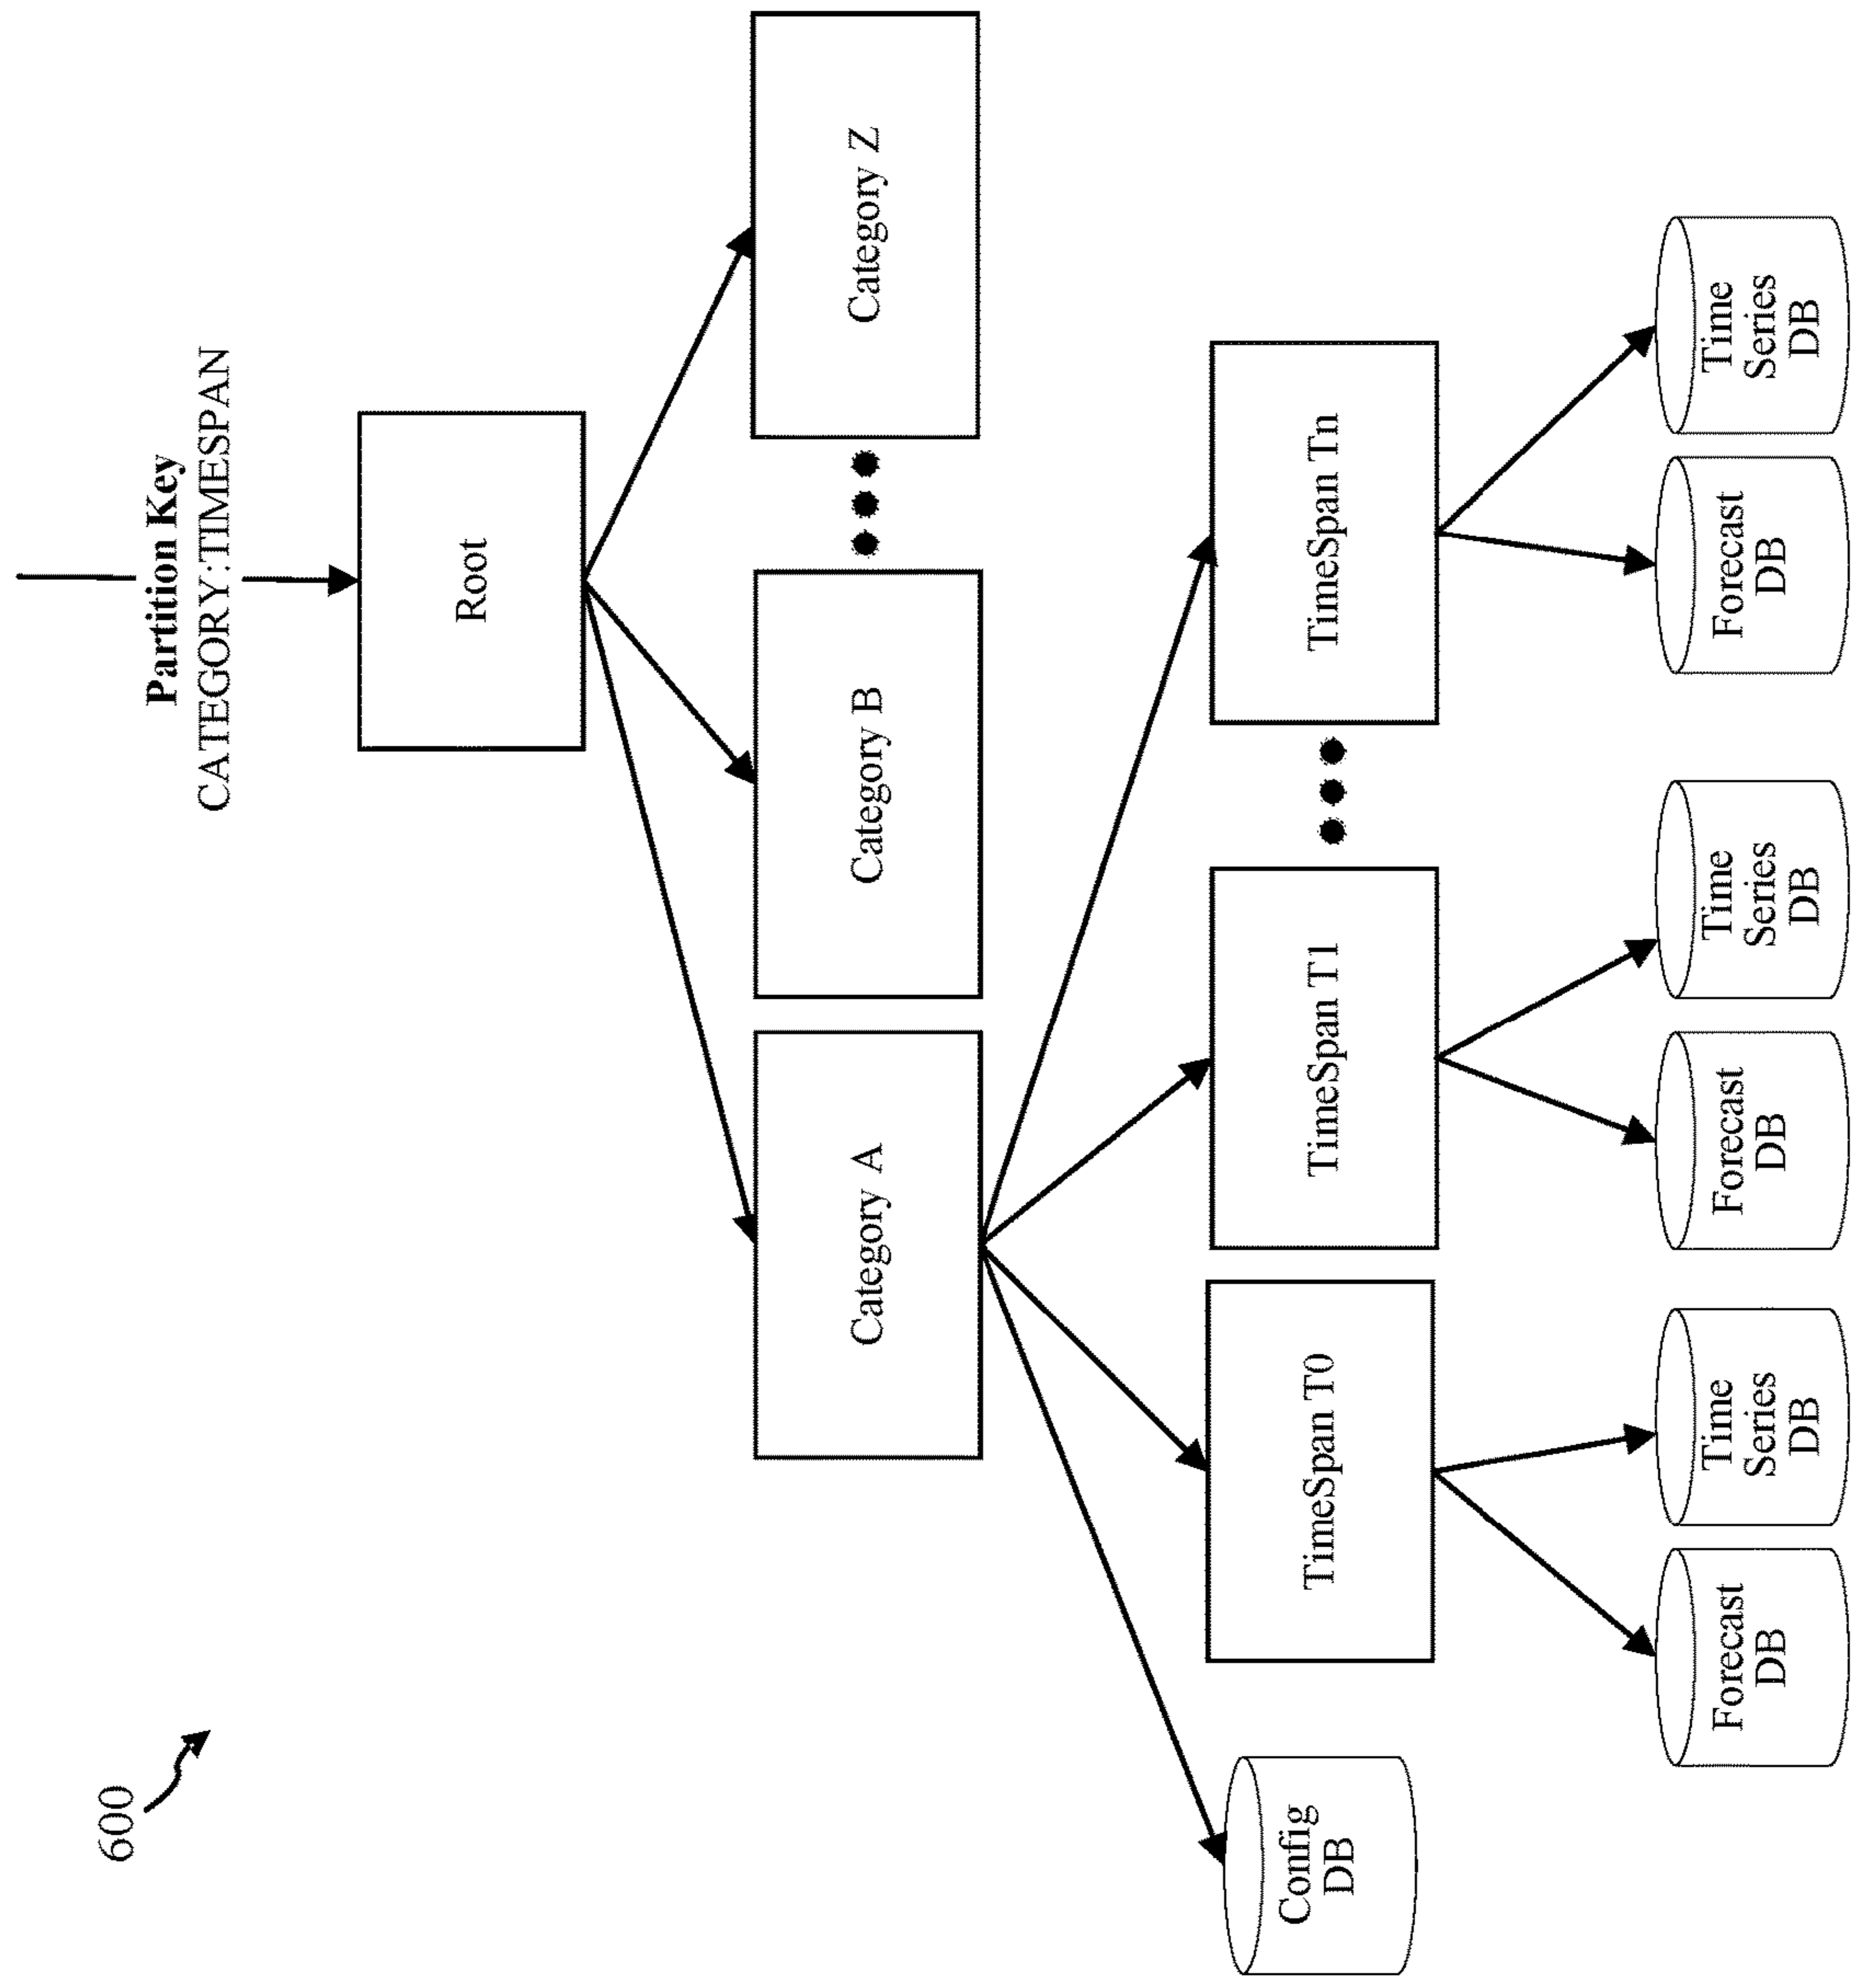 600
Partition Key
CATEGORY:TIMESPAN
Root
Category A
Category B
Category Z
Config
DB
TimeSpan T0
TimeSpan T1
TimeSpan Tn
Forecast
DB
Time
Series
DB
Forecast
DB
Time
Series
DB
Forecast
DB
Time
Series
DB